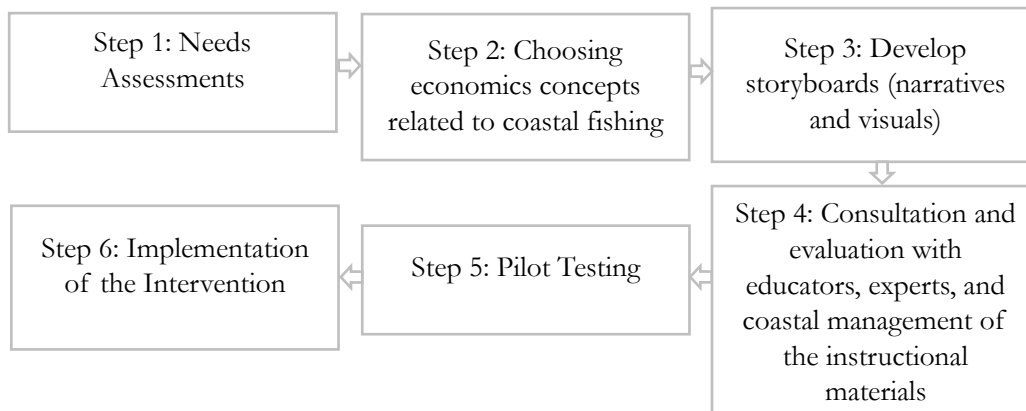 Step 1: Needs
Assessments
Step 2: Choosing
economics concepts
related to coastal fishing
Step 3: Develop
storyboards (narratives
and visuals)
Step 4: Consultation and
evaluation with
educators, experts, and
coastal management of
the instructional
materials
Step 5: Pilot Testing
Step 6: Implementation
of the Intervention